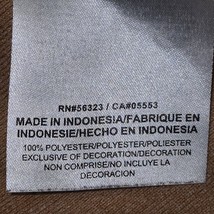 RN#56323 / CA#05553
MADE IN INDONESIA/FABRIQUE EN
INDONESIE/HECHO EN INDONESIA
100% POLYESTER/POLYESTER/POLIESTER
EXCLUSIVE OF DECORATION/DECORATION
NON COMPRISE/NO INCLUYE DECORACION